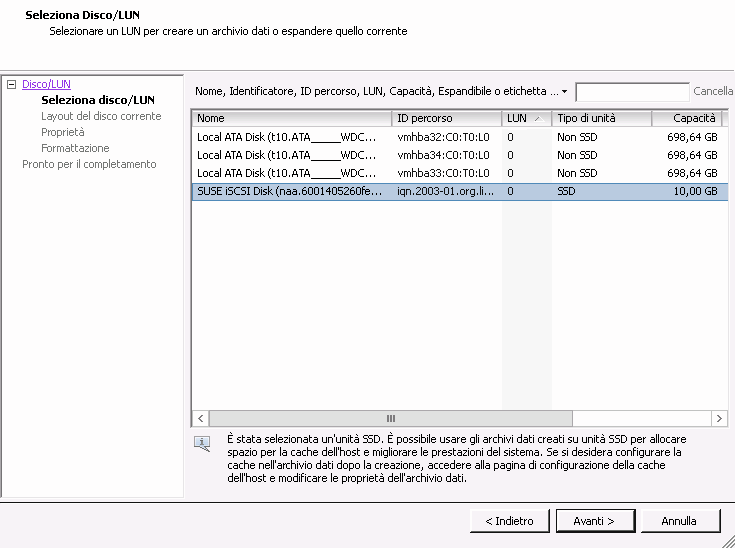 Seleziona Disco/LUN
Selezionare un LUN per creare un archivio dati o espandere quello corrente
Disco/LUN
Seleziona disco/LUN
Layout del disco corrente
Proprietà
Formattazione
Pronto per il completamento
Nome, Identificatore, ID percorso, LUN, Capacità, Espandibile o etichetta ... Cancella
Nome ID percorso LUN Tipo di unità Capacità
Local ATA Disk (t10.ATA_____WDC... vmhba32:C0:T0:L0 0 Non SSD 698,64 GB
Local ATA Disk (t10.ATA_____WDC... vmhba34:C0:T0:L0 0 Non SSD 698,64 GB
Local ATA Disk (t10.ATA_____WDC... vmhba33:C0:T0:L0 0 Non SSD 698,64 GB
SUSE iSCSI Disk (naa.6001405260fe... iqn.2003-01.org.li... 0 SSD 10,00 GB
È stata selezionata un'unità SSD. È possibile usare gli archivi dati creati su unità SSD per allocare
spazio per la cache dell'host e migliorare le prestazioni del sistema. Se si desidera configurare la
cache nell'archivio dati dopo la creazione, accedere alla pagina di configurazione della cache
dell'host e modificare le proprietà dell'archivio dati.
< Indietro Avanti > Annulla